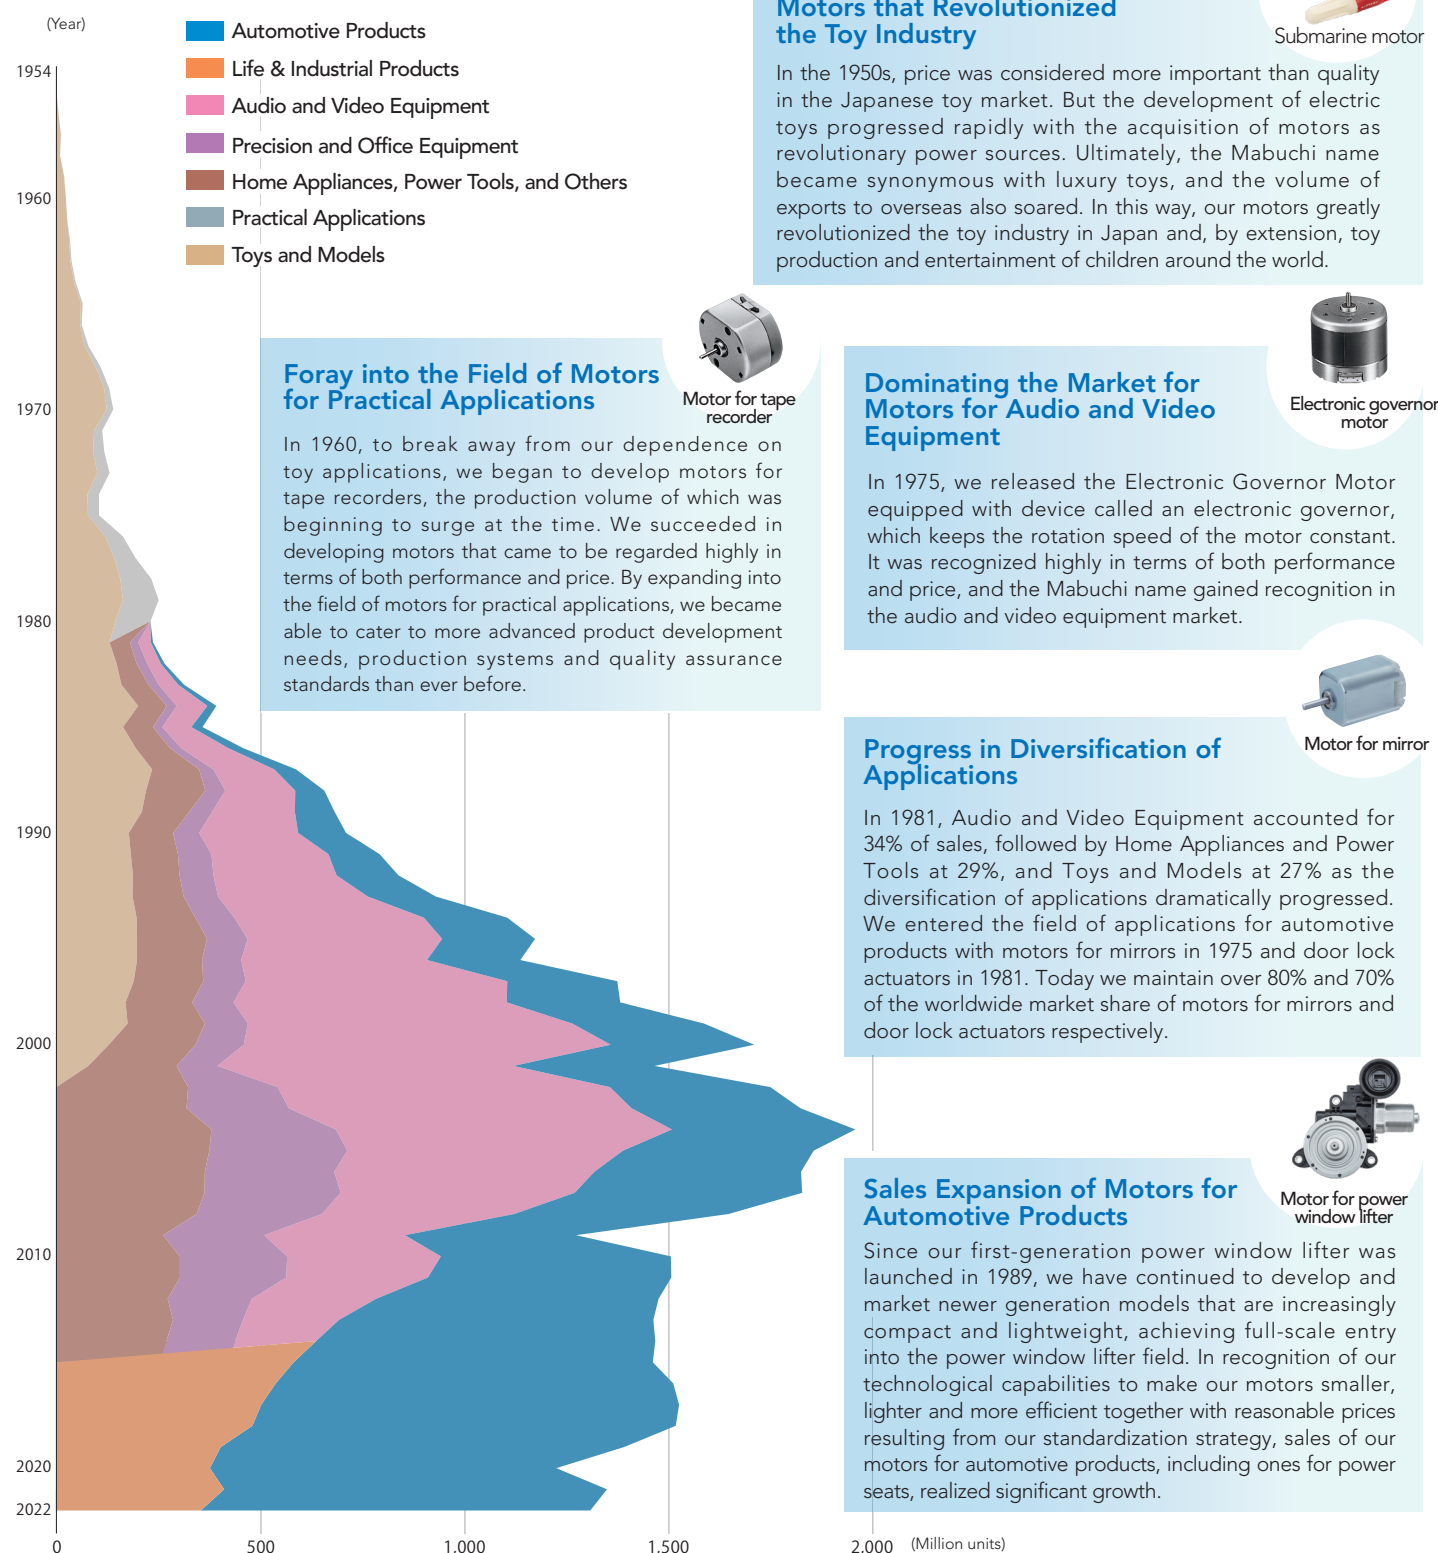 (Year)
1954
1960
1970
1980
1990
2000
2010
2020
2022
0
500
1,000
1,500
2,000
(Million units)
Automotive Products
Life & Industrial Products
Audio and Video Equipment
Precision and Office Equipment
Home Appliances, Power Tools, and Others
Practical Applications
Toys and Models
Motors that Revolutionized
the Toy Industry
Submarine motor
In the 1950s, price was considered more important than quality
in the Japanese toy market. But the development of electric
toys progressed rapidly with the acquisition of motors as
revolutionary power sources. Ultimately, the Mabuchi name
became synonymous with luxury toys, and the volume of
exports to overseas also soared. In this way, our motors greatly
revolutionized the toy industry in Japan and, by extension, toy
production and entertainment of children around the world.
Foray into the Field of Motors
for Practical Applications
Motor for tape
recorder
In 1960, to break away from our dependence on
toy applications, we began to develop motors for
tape recorders, the production volume of which was
beginning to surge at the time. We succeeded in
developing motors that came to be regarded highly in
terms of both performance and price. By expanding into
the field of motors for practical applications, we became
able to cater to more advanced product development
needs, production systems and quality assurance
standards than ever before.
Dominating the Market for
Motors for Audio and Video
Equipment
Electronic governor
motor
In 1975, we released the Electronic Governor Motor
equipped with device called an electronic governor,
which keeps the rotation speed of the motor constant.
It was recognized highly in terms of both performance
and price, and the Mabuchi name gained recognition in
the audio and video equipment market.
Progress in Diversification of
Applications
Motor for mirror
In 1981, Audio and Video Equipment accounted for
34% of sales, followed by Home Appliances and Power
Tools at 29%, and Toys and Models at 27% as the
diversification of applications dramatically progressed.
We entered the field of applications for automotive
products with motors for mirrors in 1975 and door lock
actuators in 1981. Today we maintain over 80% and 70%
of the worldwide market share of motors for mirrors and
door lock actuators respectively.
Sales Expansion of Motors for
Automotive Products
Motor for power
window lifter
Since our first-generation power window lifter was
launched in 1989, we have continued to develop and
market newer generation models that are increasingly
compact and lightweight, achieving full-scale entry
into the power window lifter field. In recognition of our
technological capabilities to make our motors smaller,
lighter and more efficient together with reasonable prices
resulting from our standardization strategy, sales of our
motors for automotive products, including ones for power
seats, realized significant growth.